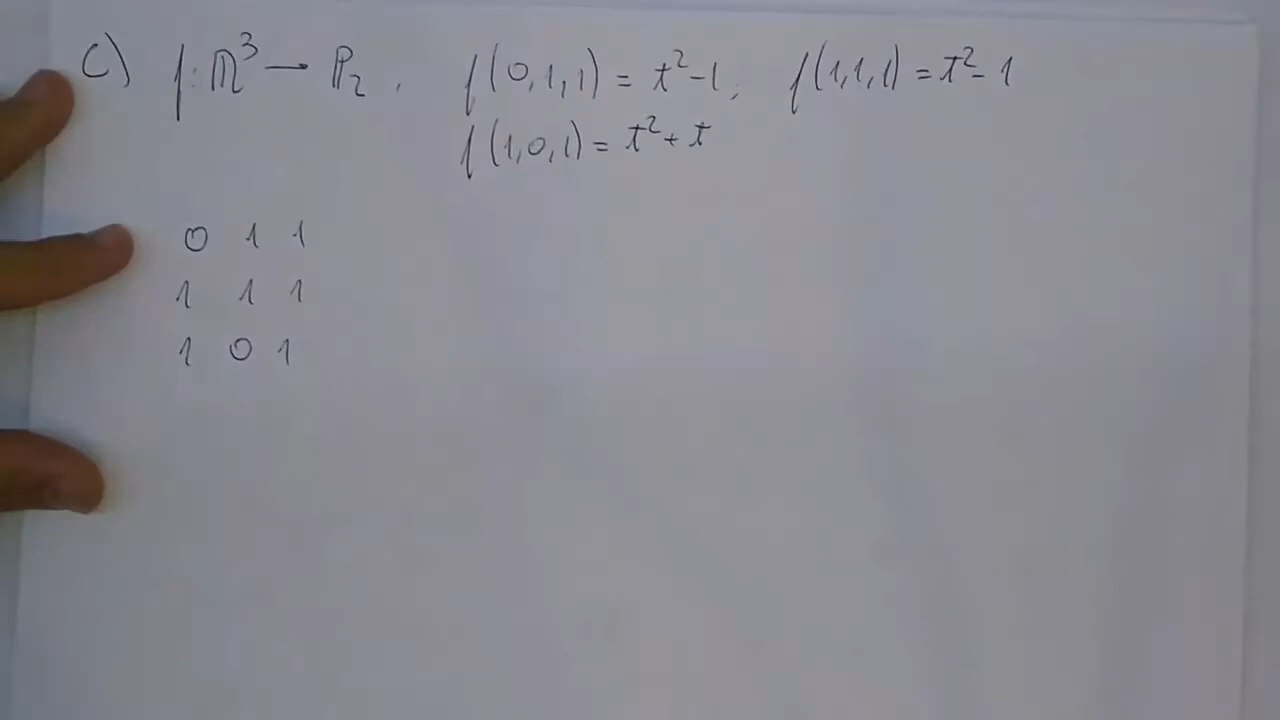 C) f: ℝ³ → ℙ₂ , f(0,1,1) = t²-1, f(1,1,1) = t²-1
f(1,0,1) = t²+t
0 1 1
1 1 1
1 0 1